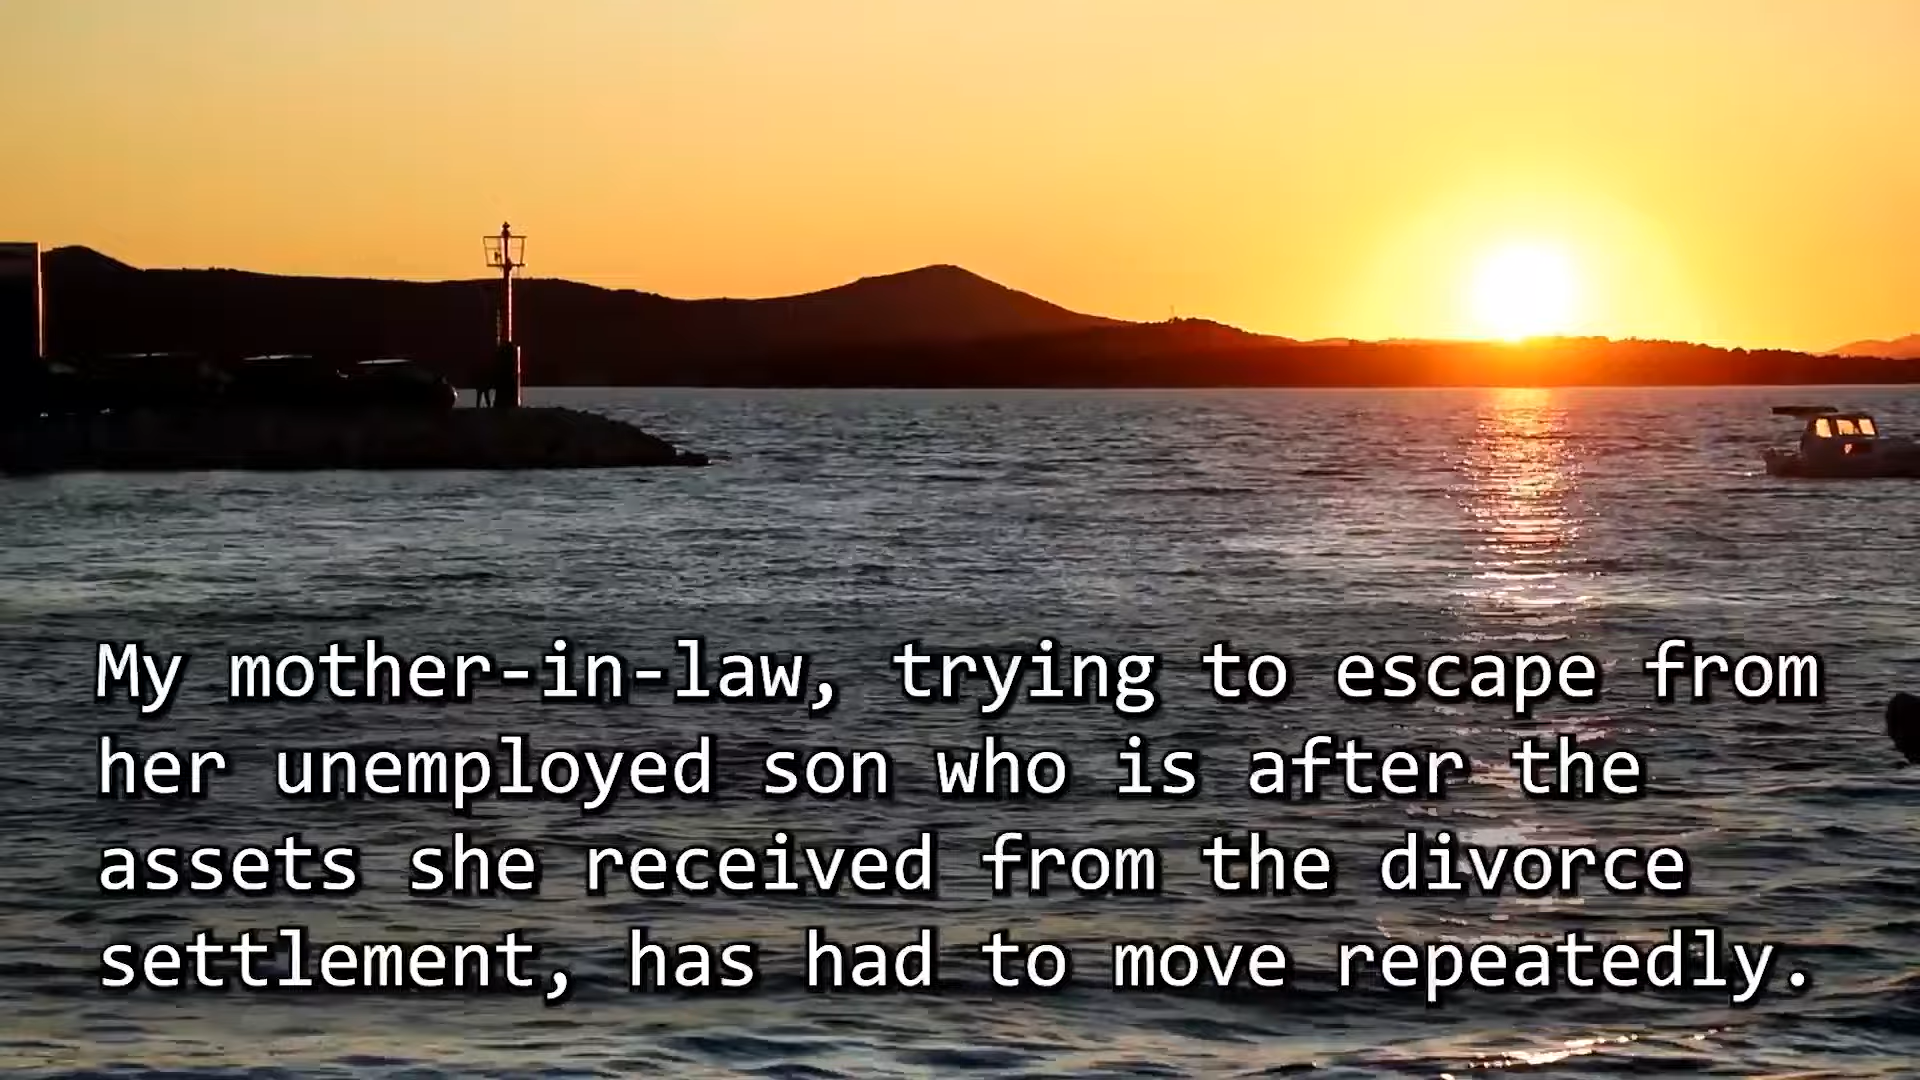 My mother-in-law, trying to escape from
her unemployed son who is after the
assets she received from the divorce
settlement, has had to move repeatedly.